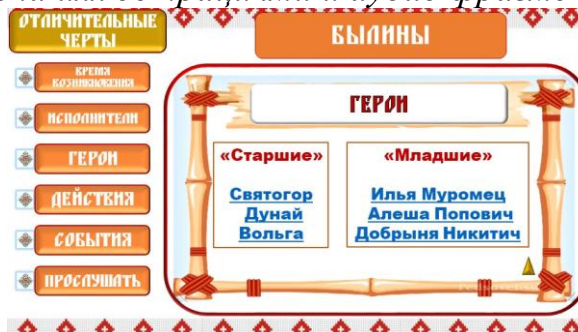 ОТЛИЧИТЕЛЬНЫЕ
ЧЕРТЫ
БЫЛИНЫ
ВРЕМЯ
ВОЗНИКНОВЕНИЯ
ИСПОЛНИТЕЛИ
ГЕРОИ
ДЕЙСТВИЯ
СОБЫТИЯ
ПРОСЛУШАТЬ
ГЕРОИ
«Старшие»
Святогор
Дунай
Вольга
«Младшие»
Илья Муромец
Алеша Попович
Добрыня Никитич